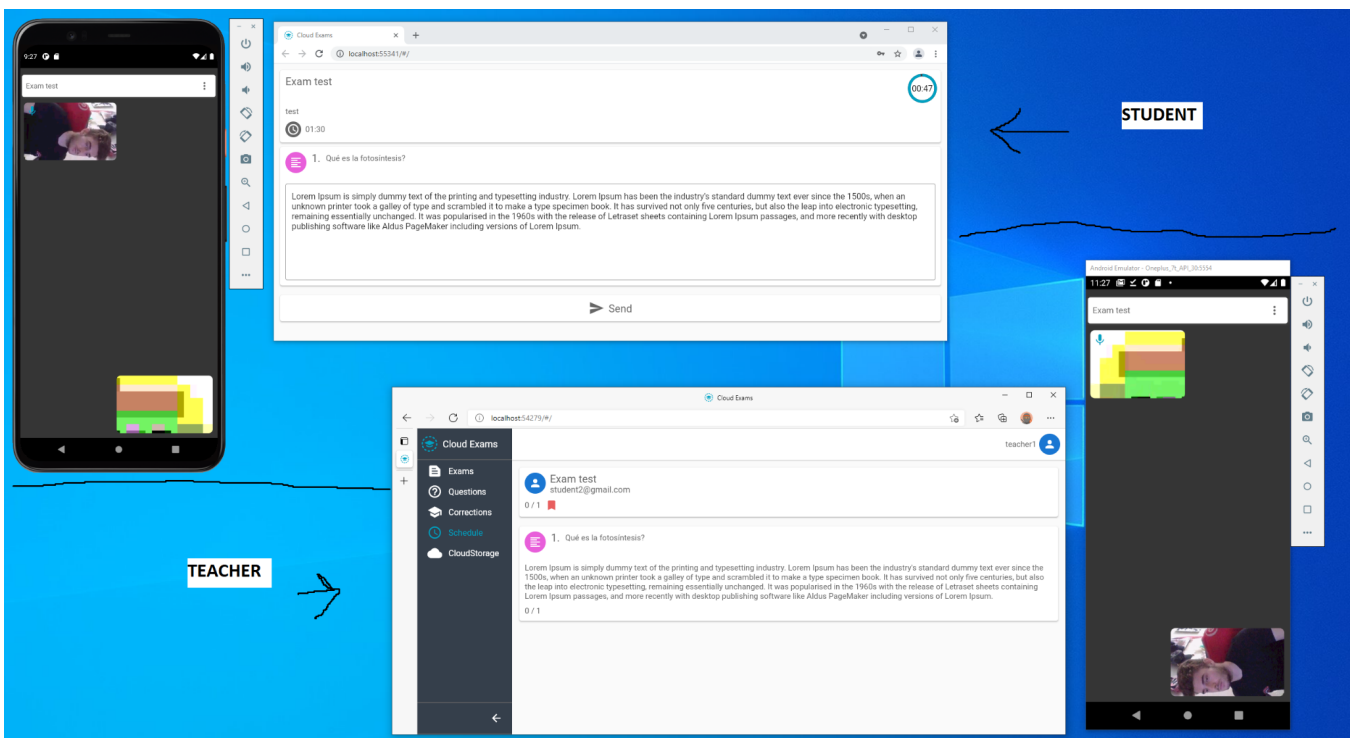 9:27
Exam test
Cloud Exams
localhost:55341/#/
Exam test
00:47
test
01:30
1. Qué es la fotosíntesis?
Lorem Ipsum is simply dummy text of the printing and typesetting industry. Lorem Ipsum has been the industry's standard dummy text ever since the 1500s, when an
unknown printer took a galley of type and scrambled it to make a type specimen book. It has survived not only five centuries, but also the leap into electronic typesetting,
remaining essentially unchanged. It was popularised in the 1960s with the release of Letraset sheets containing Lorem Ipsum passages, and more recently with desktop
publishing software like Aldus PageMaker including versions of Lorem Ipsum.
Send
STUDENT
Android Emulator - Oneplus_7t_API_30:5554
11:27
Exam test
Cloud Exams
localhost:54279/#/
Cloud Exams
teacher1
Exams
Questions
Corrections
Schedule
CloudStorage
Exam test
student2@gmail.com
0 / 1
1. Qué es la fotosíntesis?
Lorem Ipsum is simply dummy text of the printing and typesetting industry. Lorem Ipsum has been the industry's standard dummy text ever since the
1500s, when an unknown printer took a galley of type and scrambled it to make a type specimen book. It has survived not only five centuries, but also
the leap into electronic typesetting, remaining essentially unchanged. It was popularised in the 1960s with the release of Letraset sheets containing
Lorem Ipsum passages, and more recently with desktop publishing software like Aldus PageMaker including versions of Lorem Ipsum.
0 / 1
TEACHER